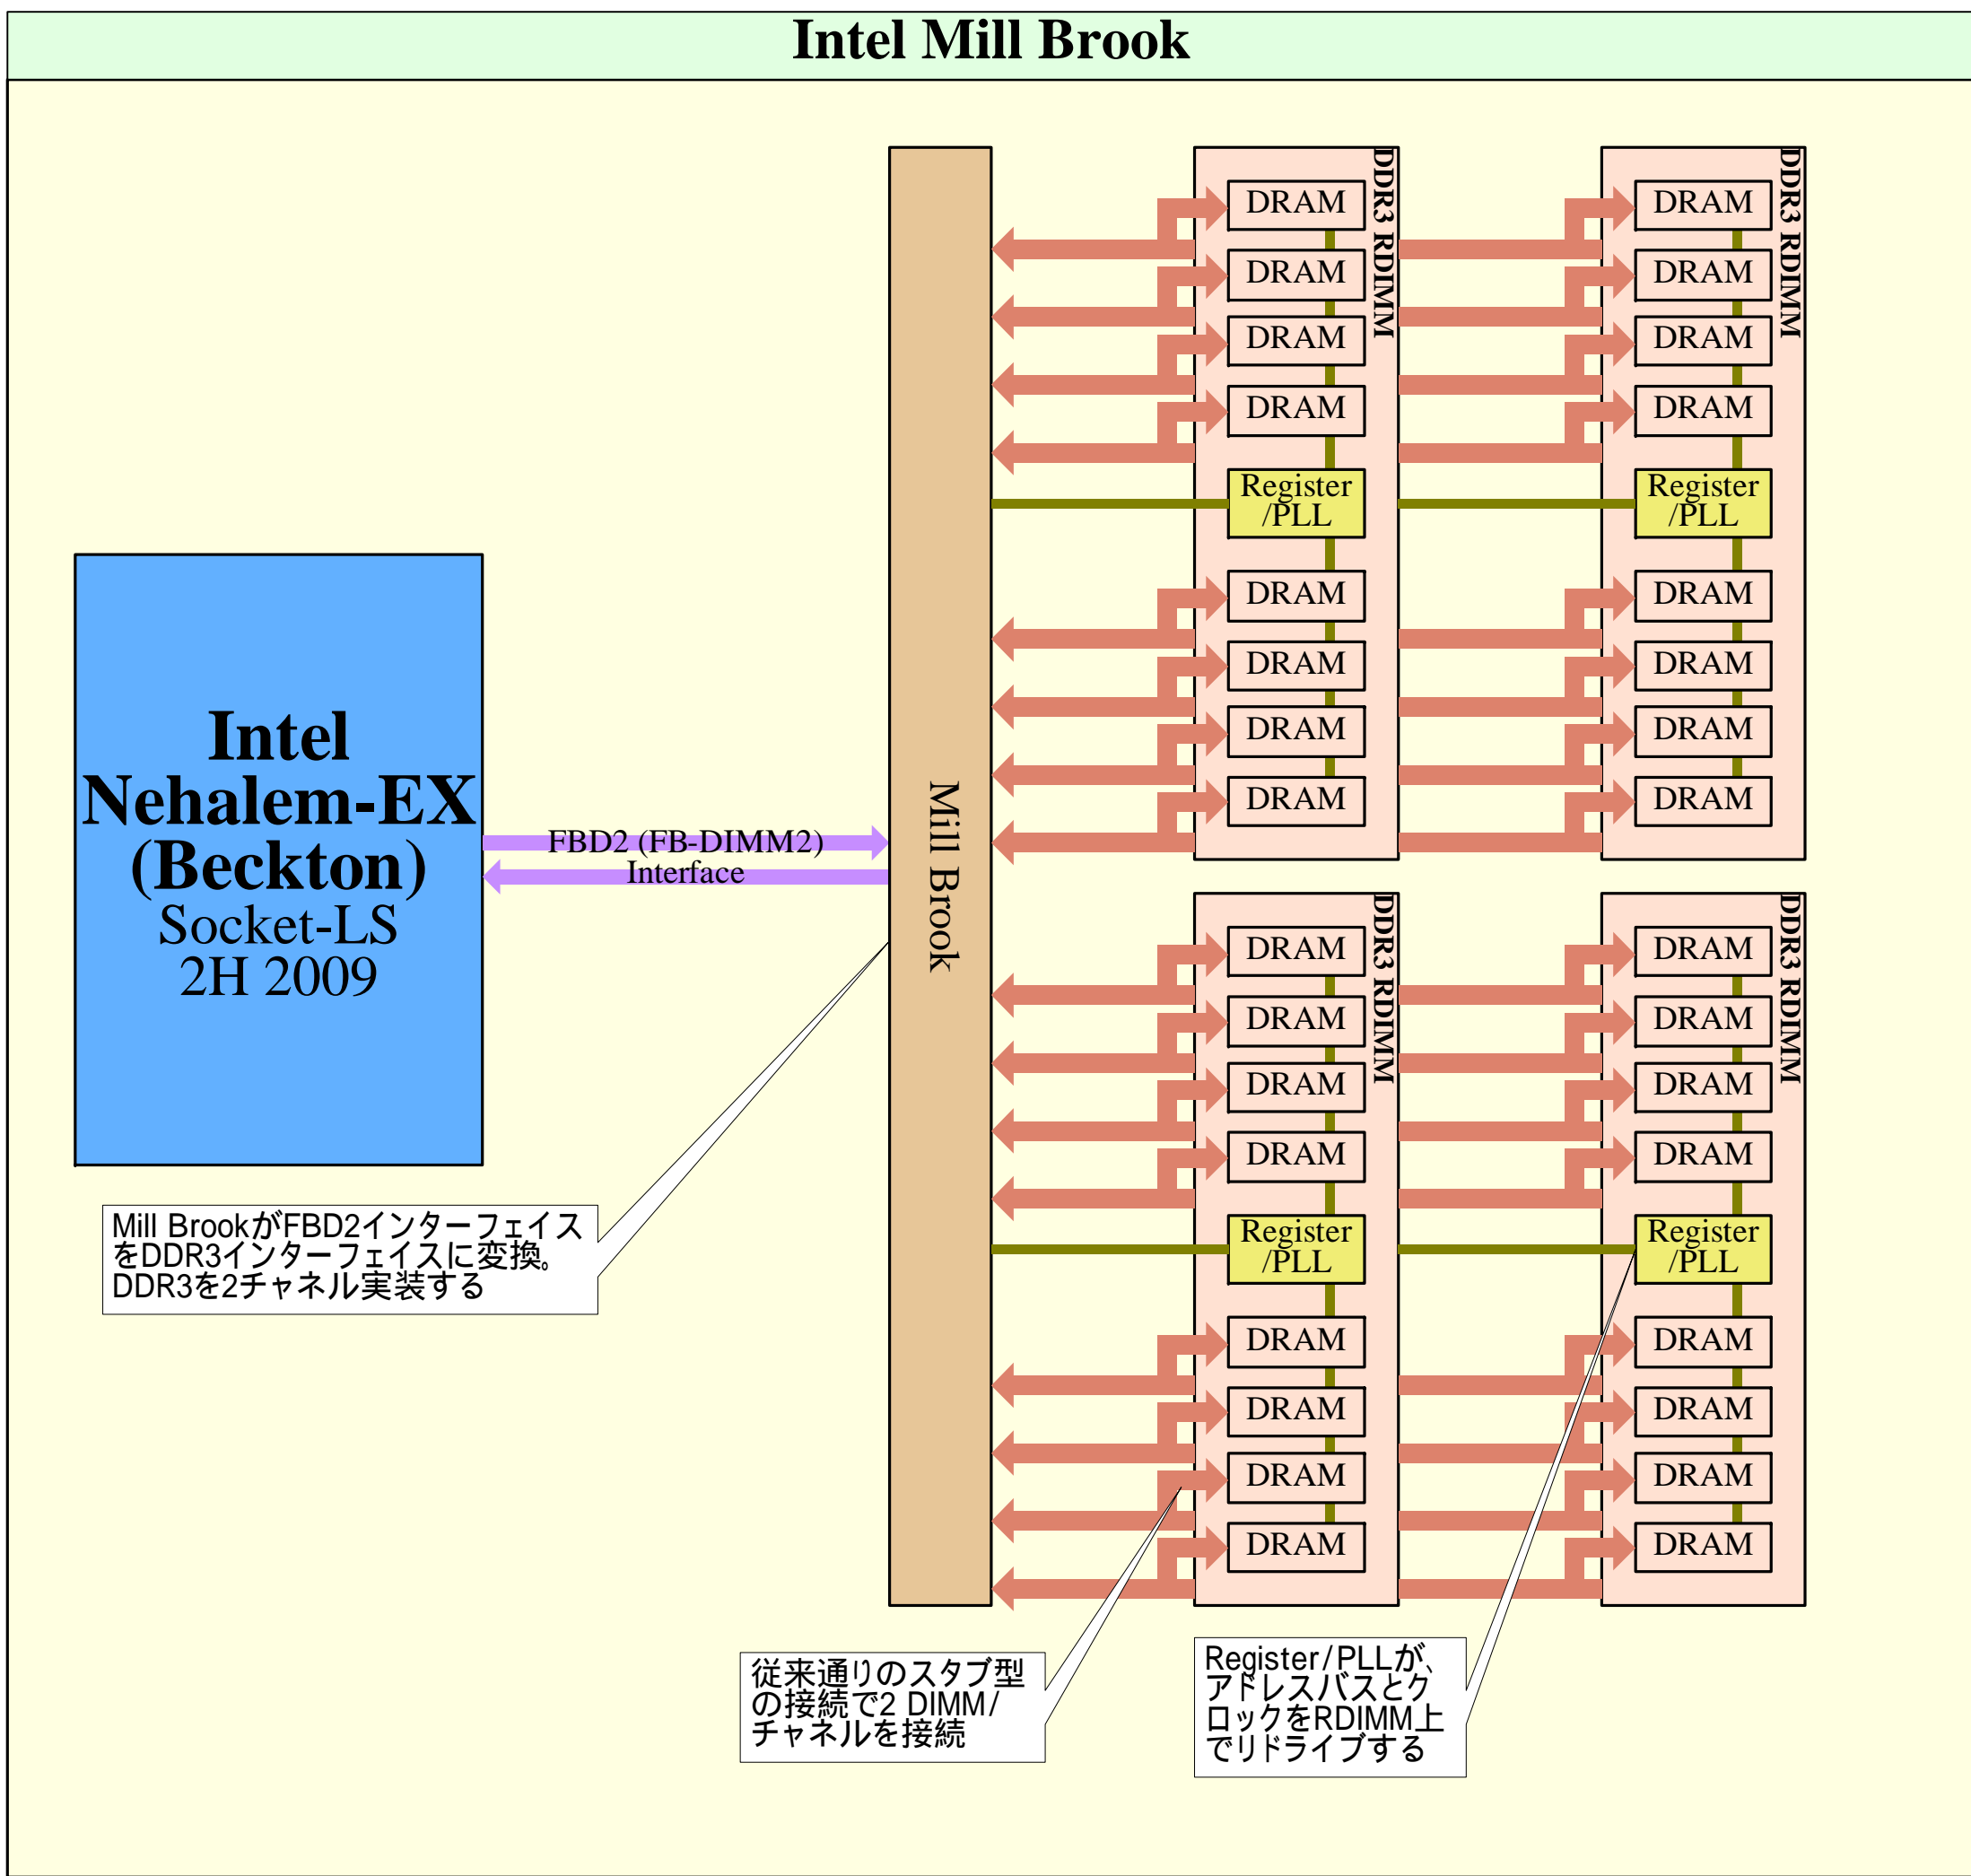 Intel Mill Brook
DDR3 RDIMM
DRAM
DRAM
DRAM
DRAM
Register
/PLL
DRAM
DRAM
DRAM
DRAM
DDR3 RDIMM
DRAM
DRAM
DRAM
DRAM
Register
/PLL
DRAM
DRAM
DRAM
DRAM
Intel
Nehalem-EX
(Beckton)
Socket-LS
2H 2009
FBD2 (FB-DIMM2)
Interface
Mill Brook
DDR3 RDIMM
DRAM
DRAM
DRAM
DRAM
Register
/PLL
DRAM
DRAM
DRAM
DRAM
DDR3 RDIMM
DRAM
DRAM
DRAM
DRAM
Register
/PLL
DRAM
DRAM
DRAM
DRAM
Mill BrookがFBD2インターフェイス
をDDR3インターフェイスに変換。
DDR3を2チャネル実装する
従来通りのスタブ型
の接続で2 DIMM/
チャネルを接続
Register/PLLが、
アドレスバスとク
ロックをRDIMM上
でリドライブする